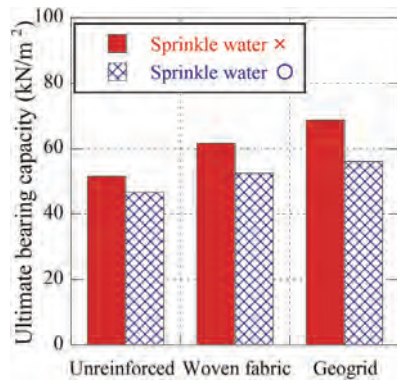 Ultimate bearing capacity (kN/m²)
100
80
60
40
20
0
Sprinkle water ×
Sprinkle water ○
Unreinforced Woven fabric Geogrid